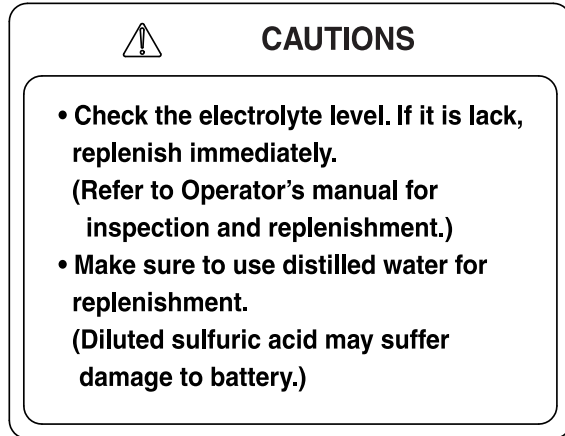 CAUTIONS
• Check the electrolyte level. If it is lack,
replenish immediately.
(Refer to Operator's manual for
inspection and replenishment.)
• Make sure to use distilled water for
replenishment.
(Diluted sulfuric acid may suffer
damage to battery.)